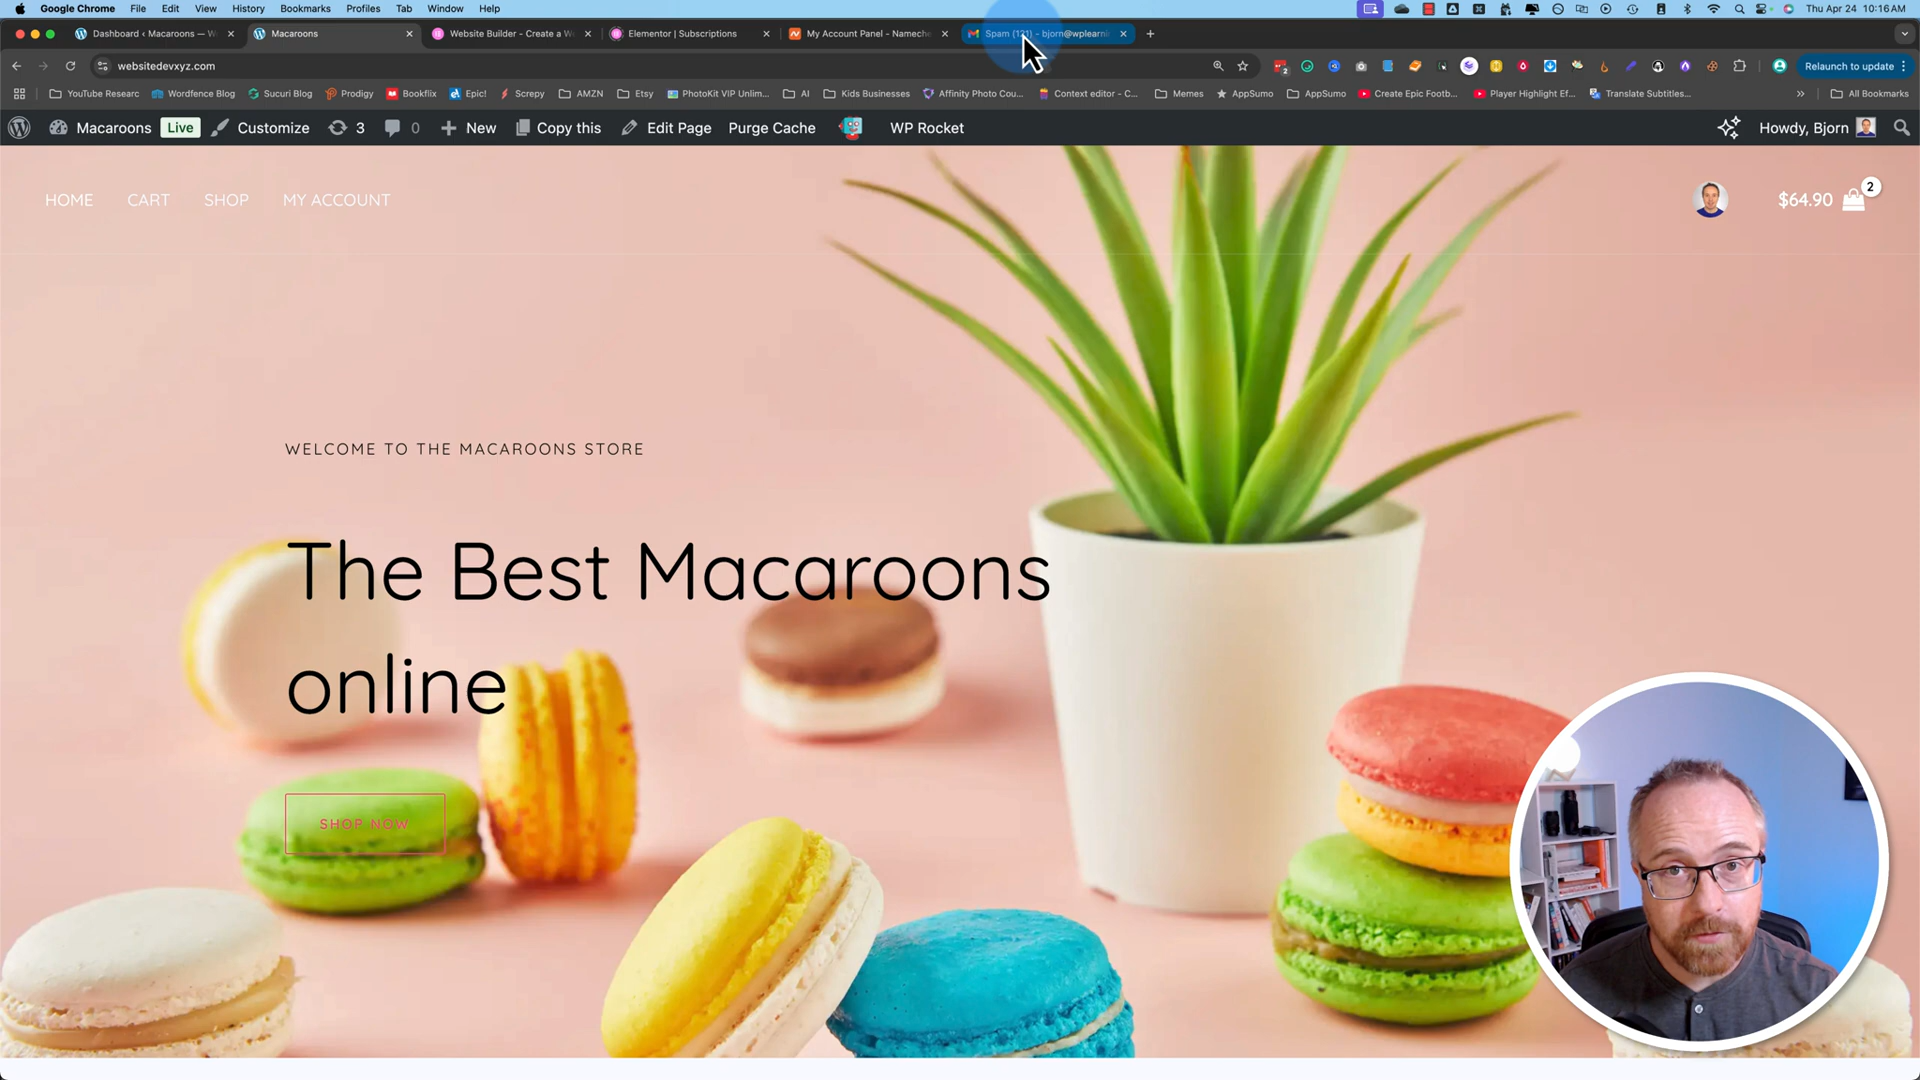 Google Chrome File Edit View History Bookmarks Profiles Tab Window Help Thu Apr 24 10:16 AM
Dashboard ‹ Macaroons — W Macaroons Website Builder - Create a W Elementor | Subscriptions My Account Panel - Namech Spam (121) - bjorn@wplearni
websitedevxyz.com Relaunch to update
YouTube Researc Wordfence Blog Sucuri Blog Prodigy Bookflix Epic! Screpy AMZN Etsy PhotoKit VIP Unlim... AI Kids Businesses Affinity Photo Cou... Context editor - C... Memes AppSumo AppSumo Create Epic Footb... Player Highlight Ef... Translate Subtitles... » All Bookmarks
Macaroons Live Customize 3 0 New Copy this Edit Page Purge Cache WP Rocket Howdy, Bjorn
HOME CART SHOP MY ACCOUNT $64.90 2
WELCOME TO THE MACAROONS STORE
The Best Macaroons
online
SHOP NOW